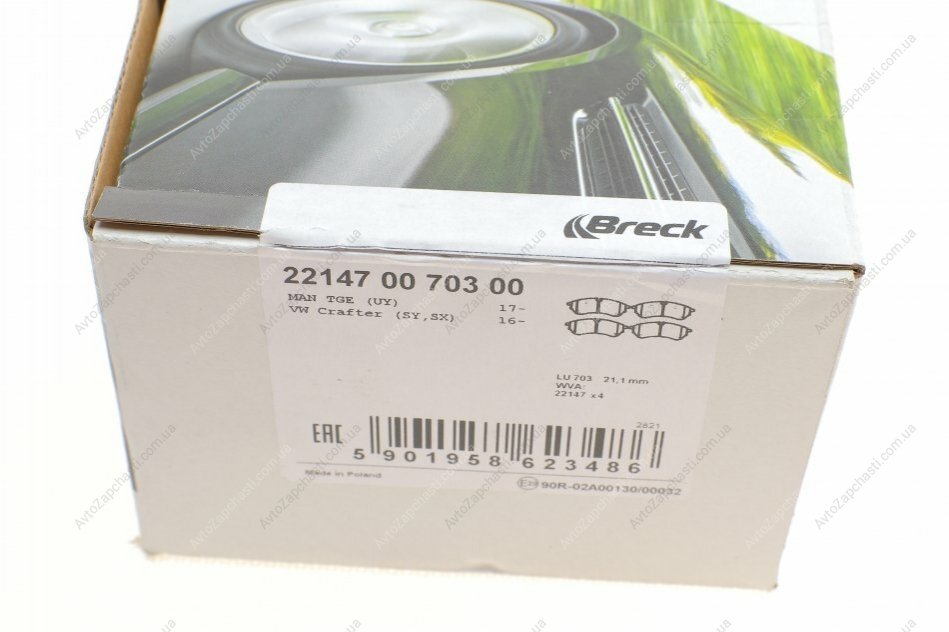 Breck
22147 00 703 00
MAN TGE (UY) 17-
VW Crafter (SY,SX) 16-
LU 703 21,1 mm
WVA:
22147 x4
2821
EAC
5 901958 623486
Made in Poland
90R-02A00130/00032
AvtoZapchasti.com.ua